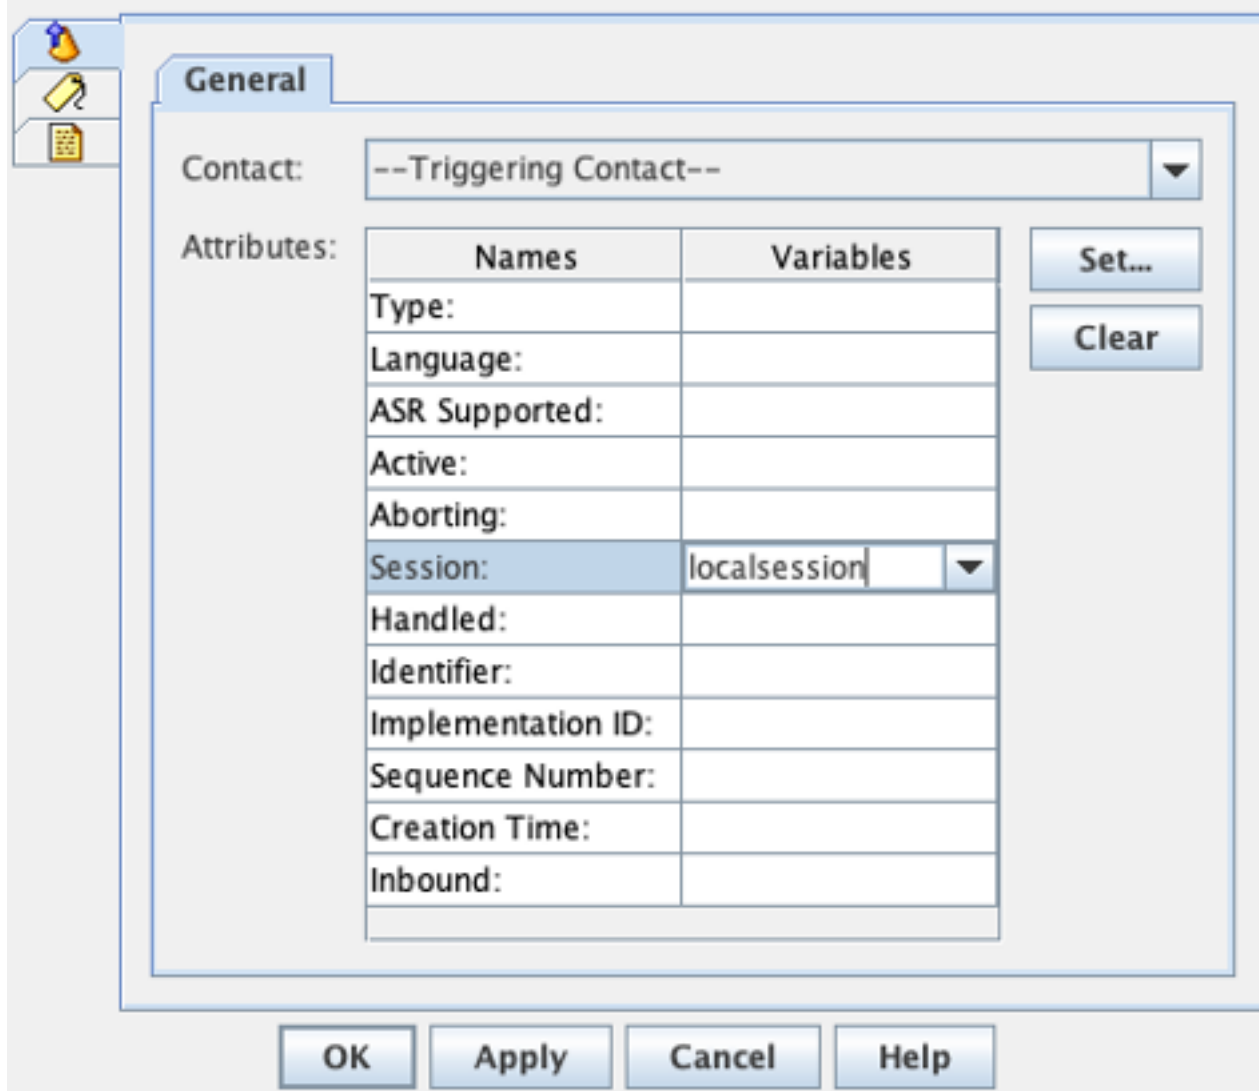 General
Contact: --Triggering Contact--
Attributes: Names Variables Set...
Type: Clear
Language:
ASR Supported:
Active:
Aborting:
Session: localsession
Handled:
Identifier:
Implementation ID:
Sequence Number:
Creation Time:
Inbound:
OK Apply Cancel Help